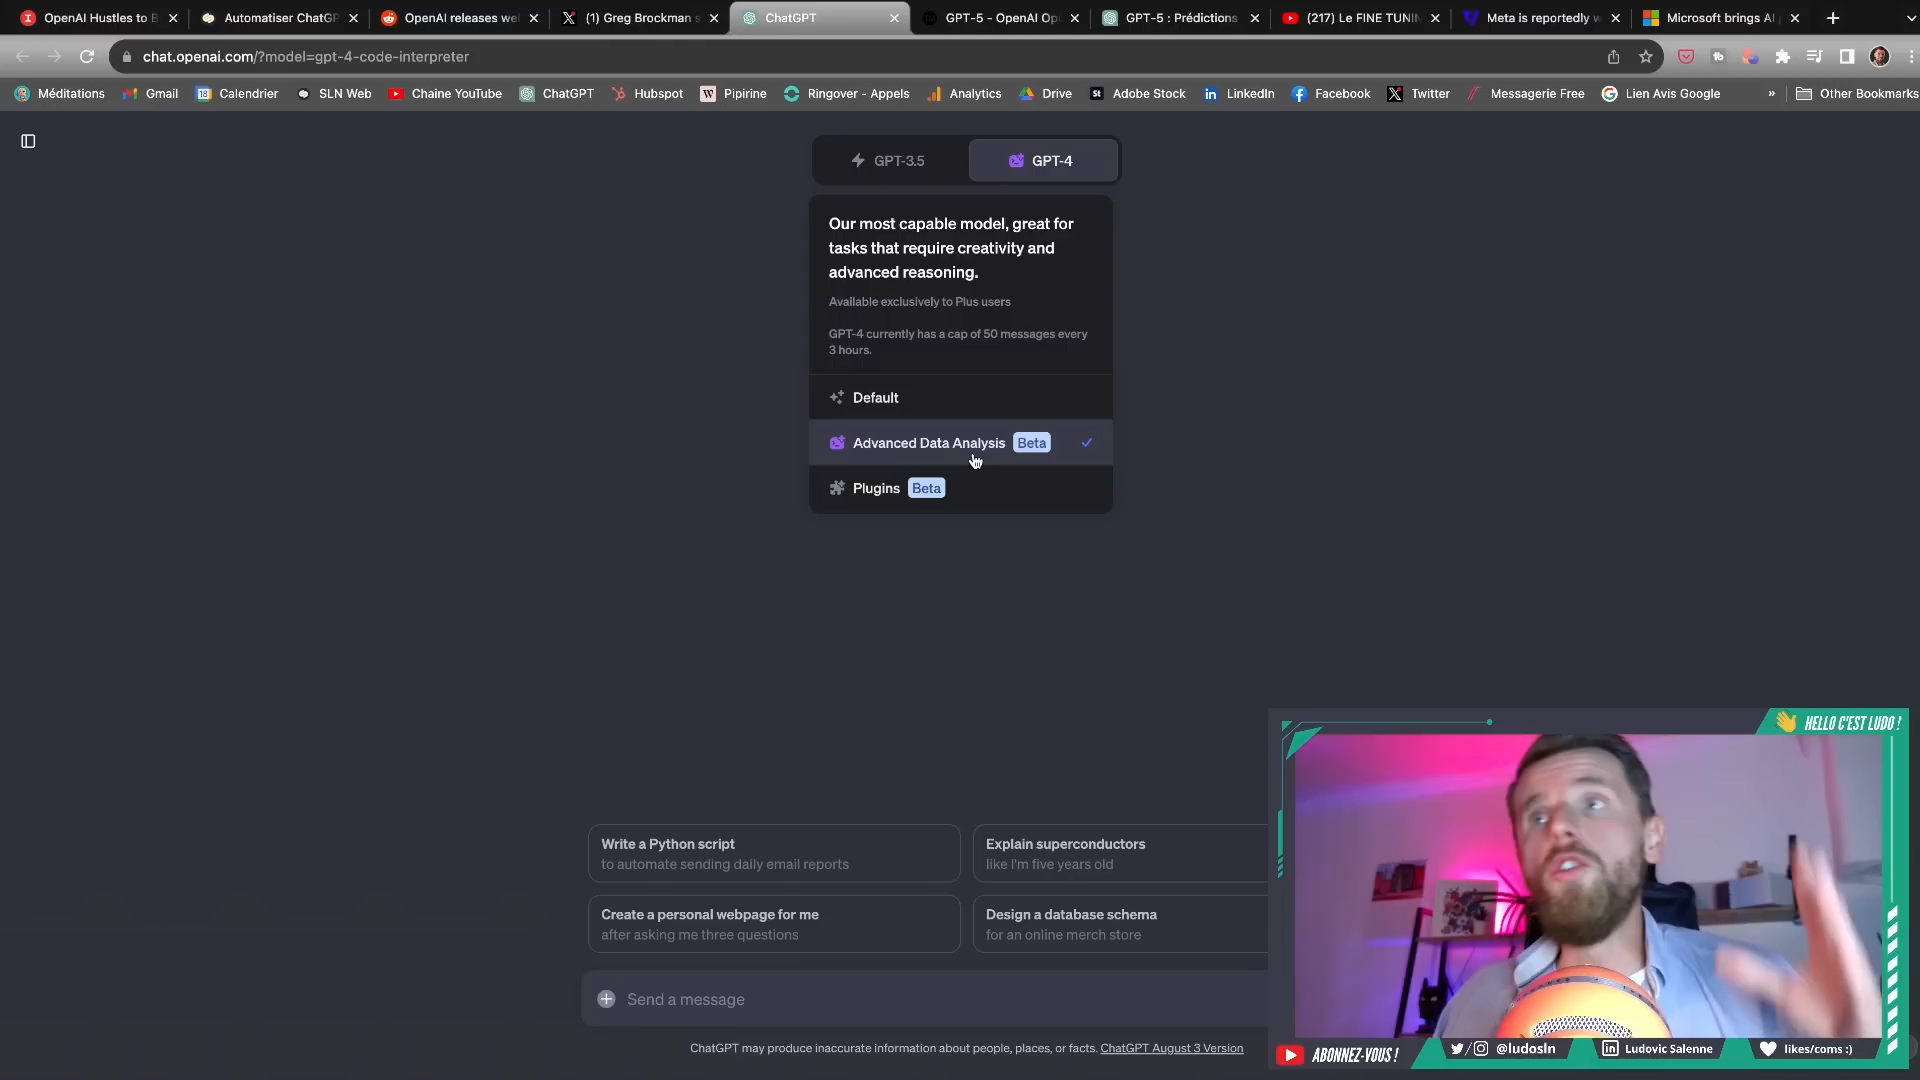 OpenAI Hustles to B
Automatiser ChatGP
OpenAI releases we
(1) Greg Brockman s
ChatGPT
GPT-5 - OpenAI Op
GPT-5 : Prédictions
(217) Le FINE TUNIN
Meta is reportedly w
Microsoft brings AI
chat.openai.com/?model=gpt-4-code-interpreter
Méditations
Gmail
Calendrier
SLN Web
Chaine YouTube
ChatGPT
Hubspot
Pipirine
Ringover - Appels
Analytics
Drive
Adobe Stock
LinkedIn
Facebook
Twitter
Messagerie Free
Lien Avis Google
»
Other Bookmarks
GPT-3.5
GPT-4
Our most capable model, great for
tasks that require creativity and
advanced reasoning.
Available exclusively to Plus users
GPT-4 currently has a cap of 50 messages every
3 hours.
Default
Advanced Data Analysis Beta
Plugins Beta
Write a Python script
to automate sending daily email reports
Explain superconductors
like I'm five years old
Create a personal webpage for me
after asking me three questions
Design a database schema
for an online merch store
Send a message
ChatGPT may produce inaccurate information about people, places, or facts. ChatGPT August 3 Version
HELLO C'EST LUDO !
ABONNEZ-VOUS !
@ludosln
Ludovic Salenne
likes/coms :)